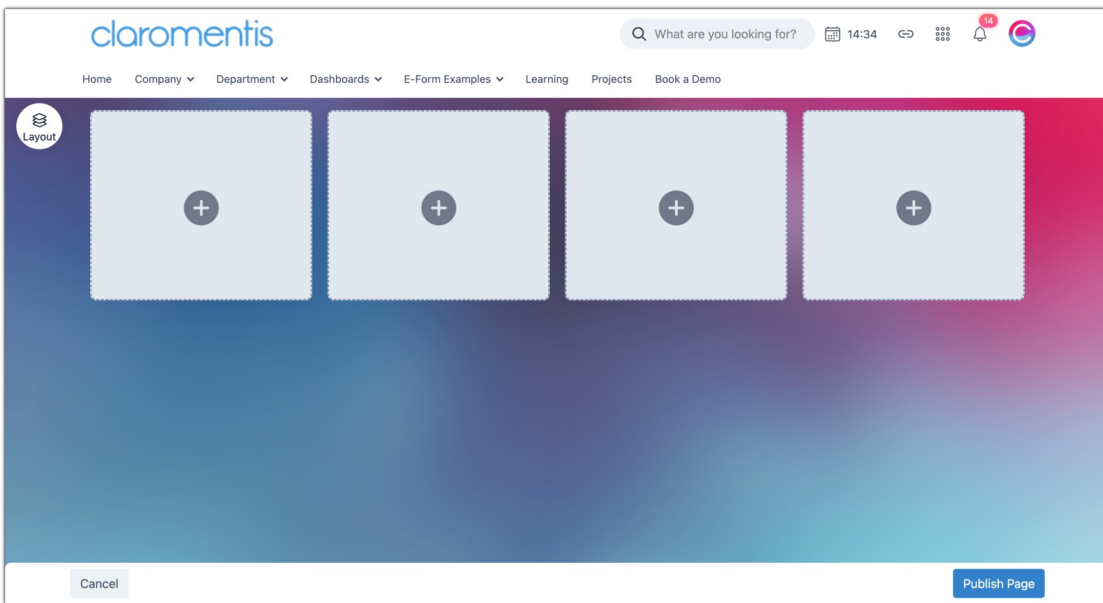 claromentis
What are you looking for?
14:34
14
Home Company Department Dashboards E-Form Examples Learning Projects Book a Demo
Layout
Cancel
Publish Page